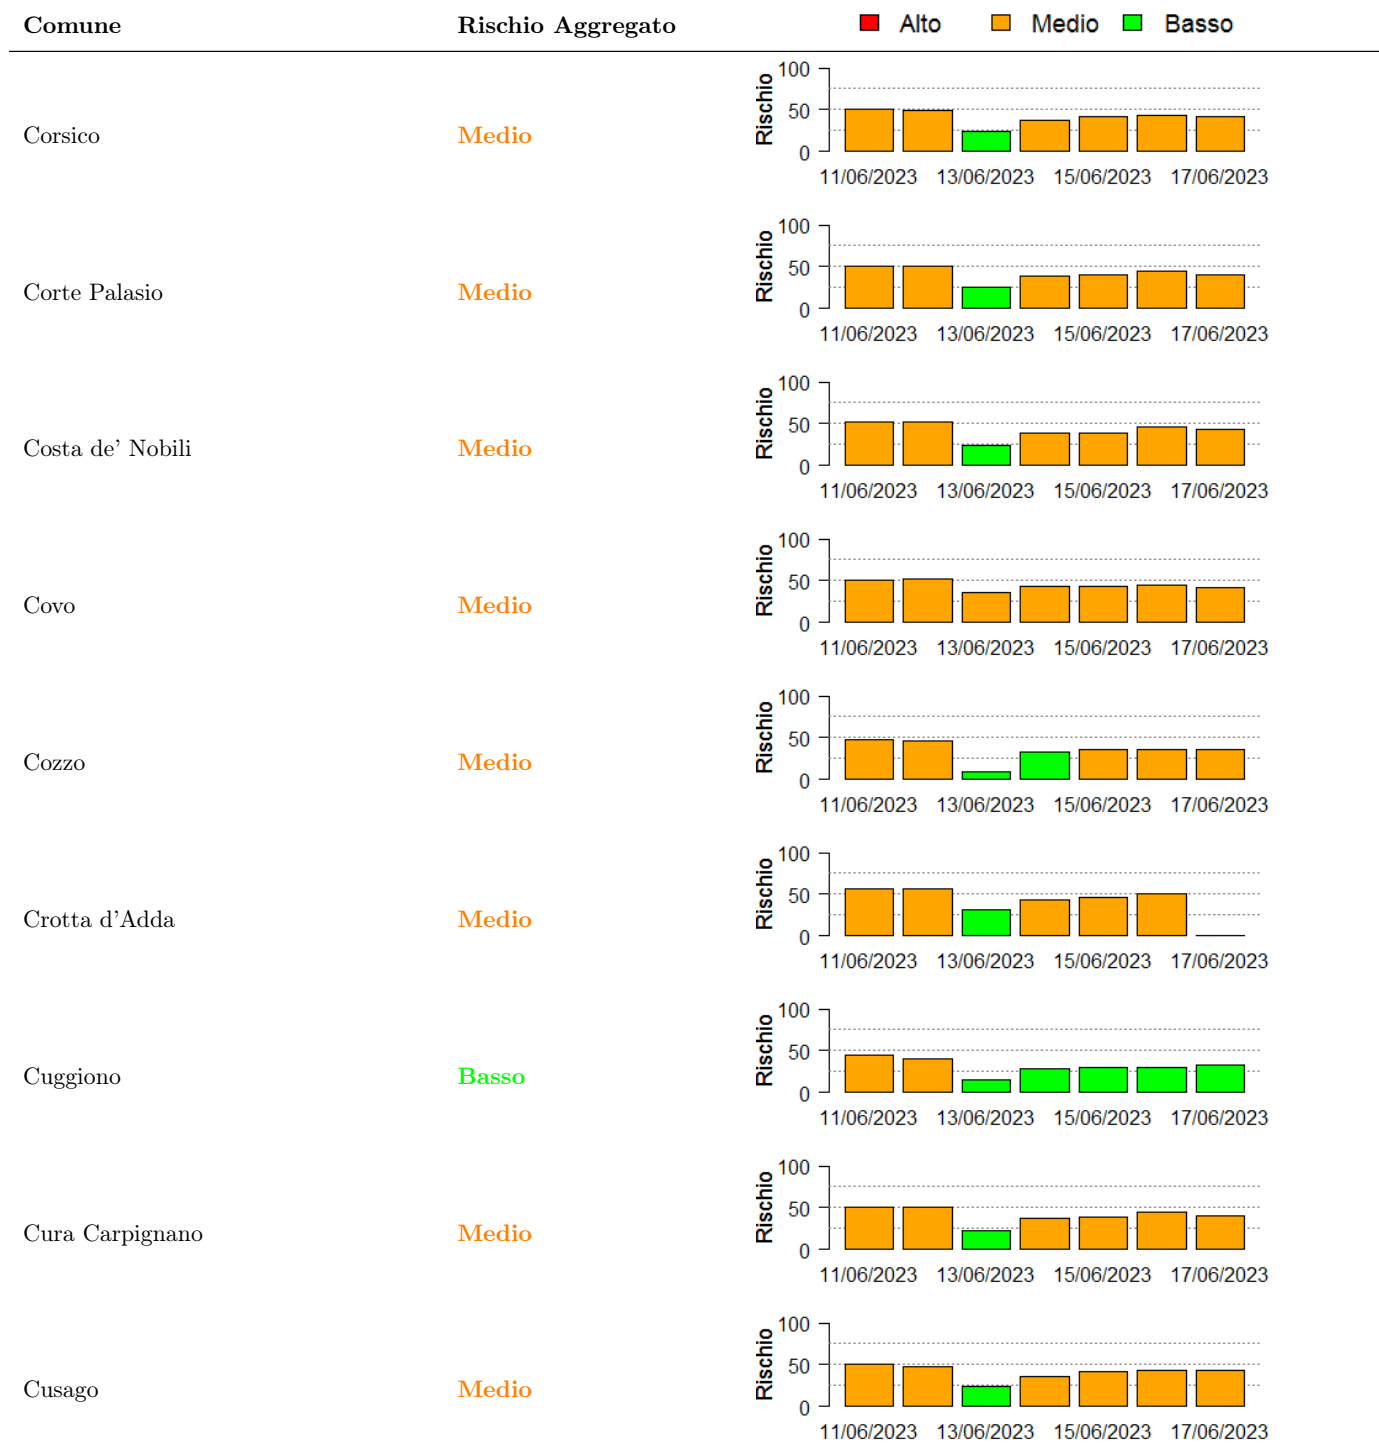 Comune Rischio Aggregato Alto Medio Basso
100
50
0
Rischio
Corsico Medio
11/06/2023 13/06/2023 15/06/2023 17/06/2023
100
50
0
Rischio
Corte Palasio Medio
11/06/2023 13/06/2023 15/06/2023 17/06/2023
100
50
0
Rischio
Costa de' Nobili Medio
11/06/2023 13/06/2023 15/06/2023 17/06/2023
100
50
0
Rischio
Covo Medio
11/06/2023 13/06/2023 15/06/2023 17/06/2023
100
50
0
Rischio
Cozzo Medio
11/06/2023 13/06/2023 15/06/2023 17/06/2023
100
50
0
Rischio
Crotta d'Adda Medio
11/06/2023 13/06/2023 15/06/2023 17/06/2023
100
50
0
Rischio
Cuggiono Basso
11/06/2023 13/06/2023 15/06/2023 17/06/2023
100
50
0
Rischio
Cura Carpignano Medio
11/06/2023 13/06/2023 15/06/2023 17/06/2023
100
50
0
Rischio
Cusago Medio
11/06/2023 13/06/2023 15/06/2023 17/06/2023